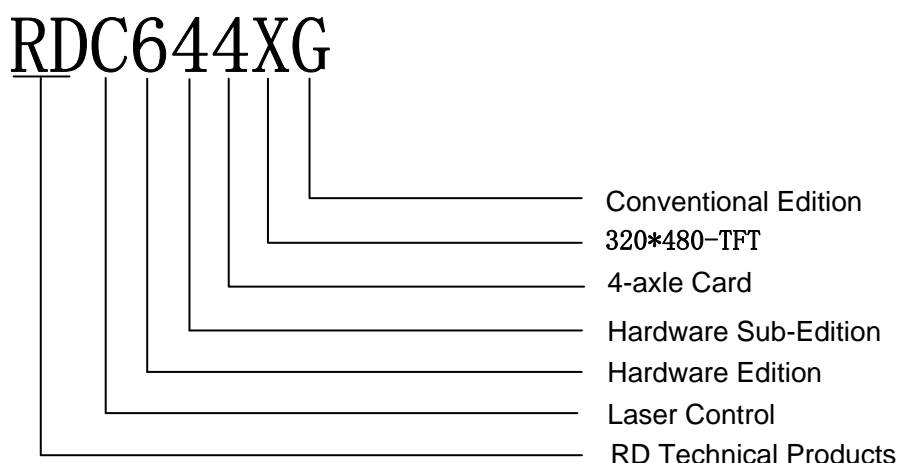 RDC644XG
Conventional Edition
320*480-TFT
4-axle Card
Hardware Sub-Edition
Hardware Edition
Laser Control
RD Technical Products